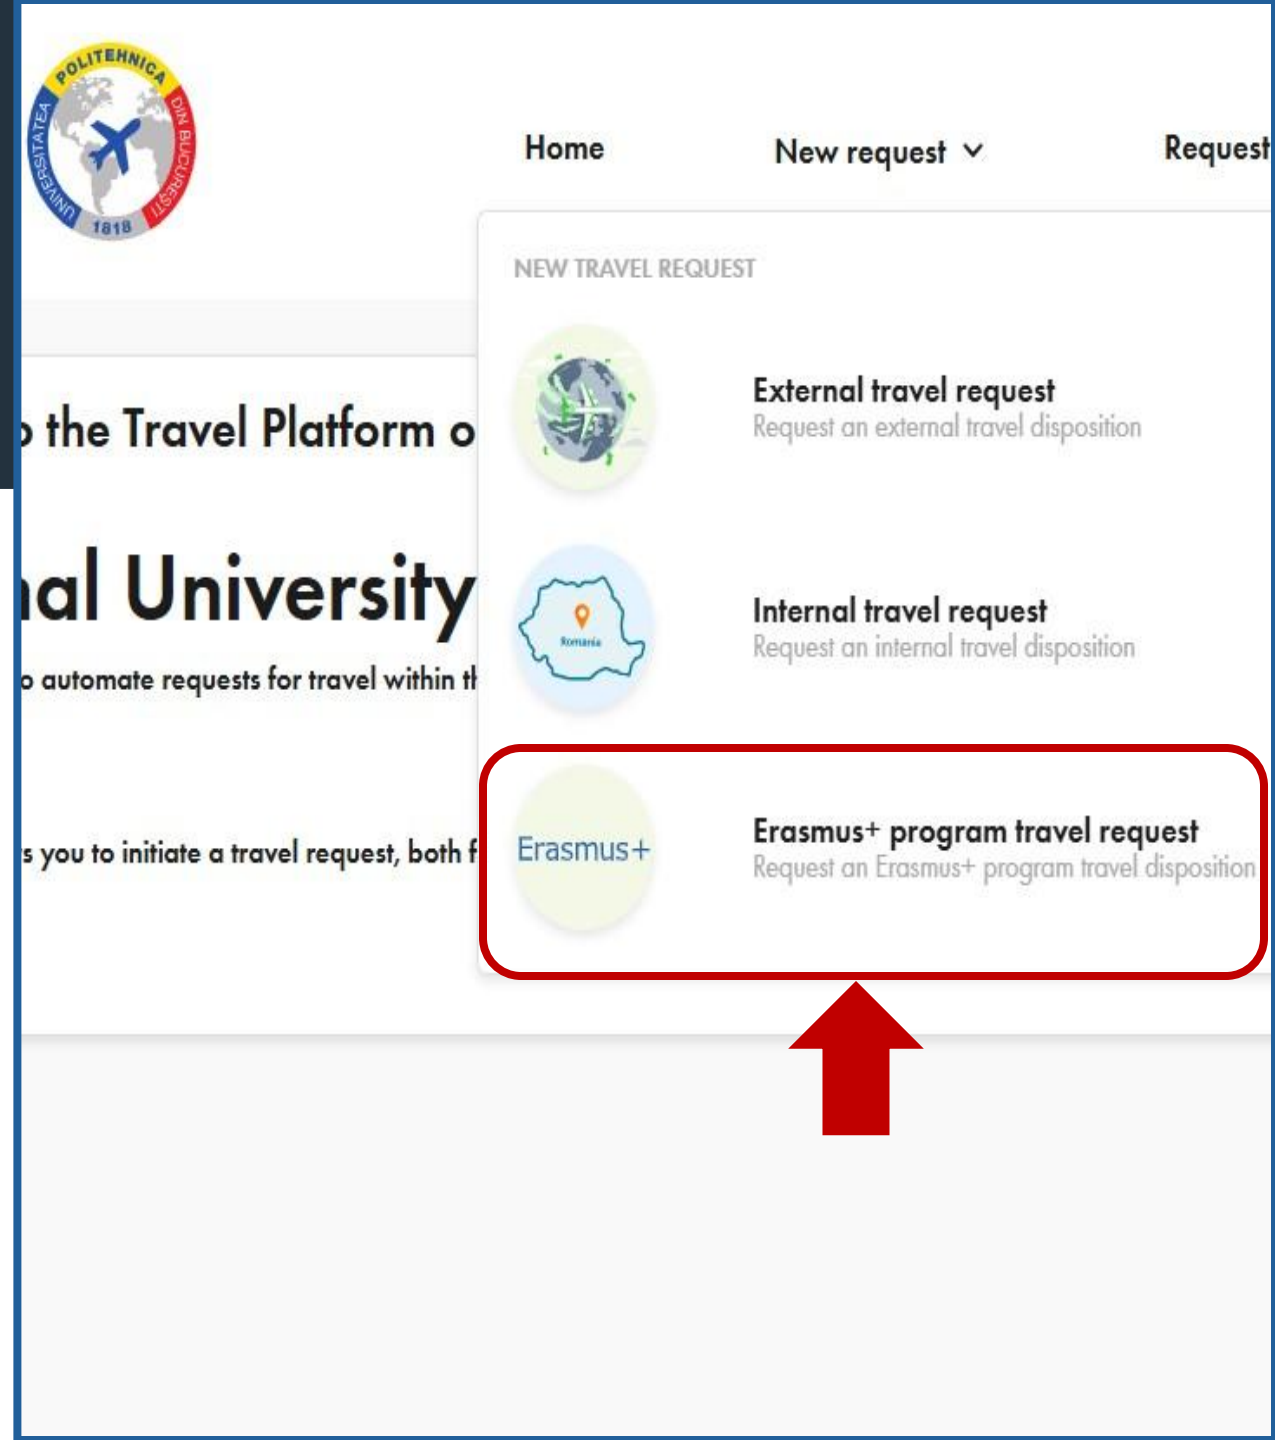 UNIVERSITATEA POLITEHNICA DIN BUCUREȘTI
1818
Home
New request
Request
NEW TRAVEL REQUEST
External travel request
Request an external travel disposition
Romania
Internal travel request
Request an internal travel disposition
Erasmus+
Erasmus+ program travel request
Request an Erasmus+ program travel disposition
o the Travel Platform o
nal University
o automate requests for travel within th
s you to initiate a travel request, both f